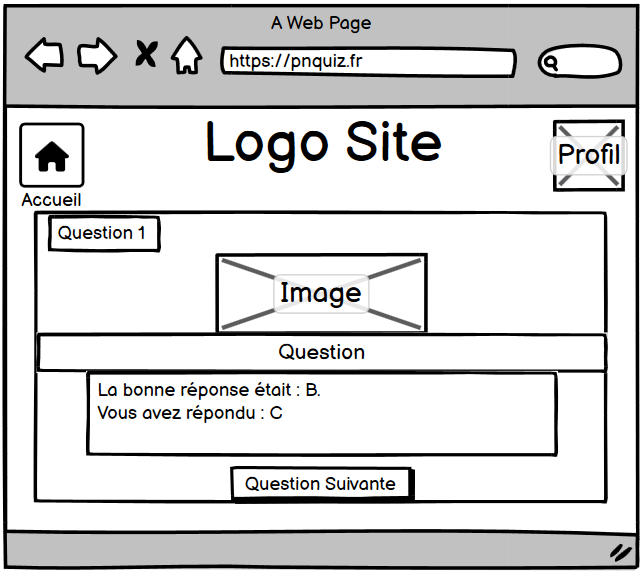 A Web Page
https://pnquiz.fr
Logo Site
Profil
Accueil
Question 1
Image
Question
La bonne réponse était : B.
Vous avez répondu : C
Question Suivante